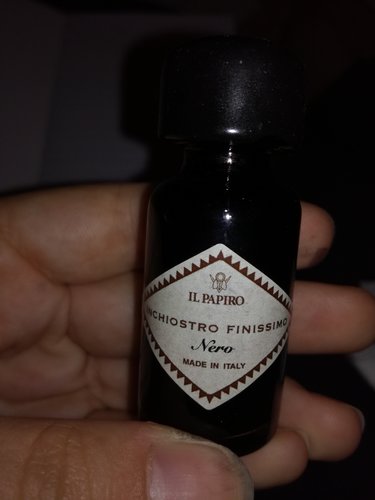 IL PAPIRO
INCHIOSTRO FINISSIMO
Nero
MADE IN ITALY